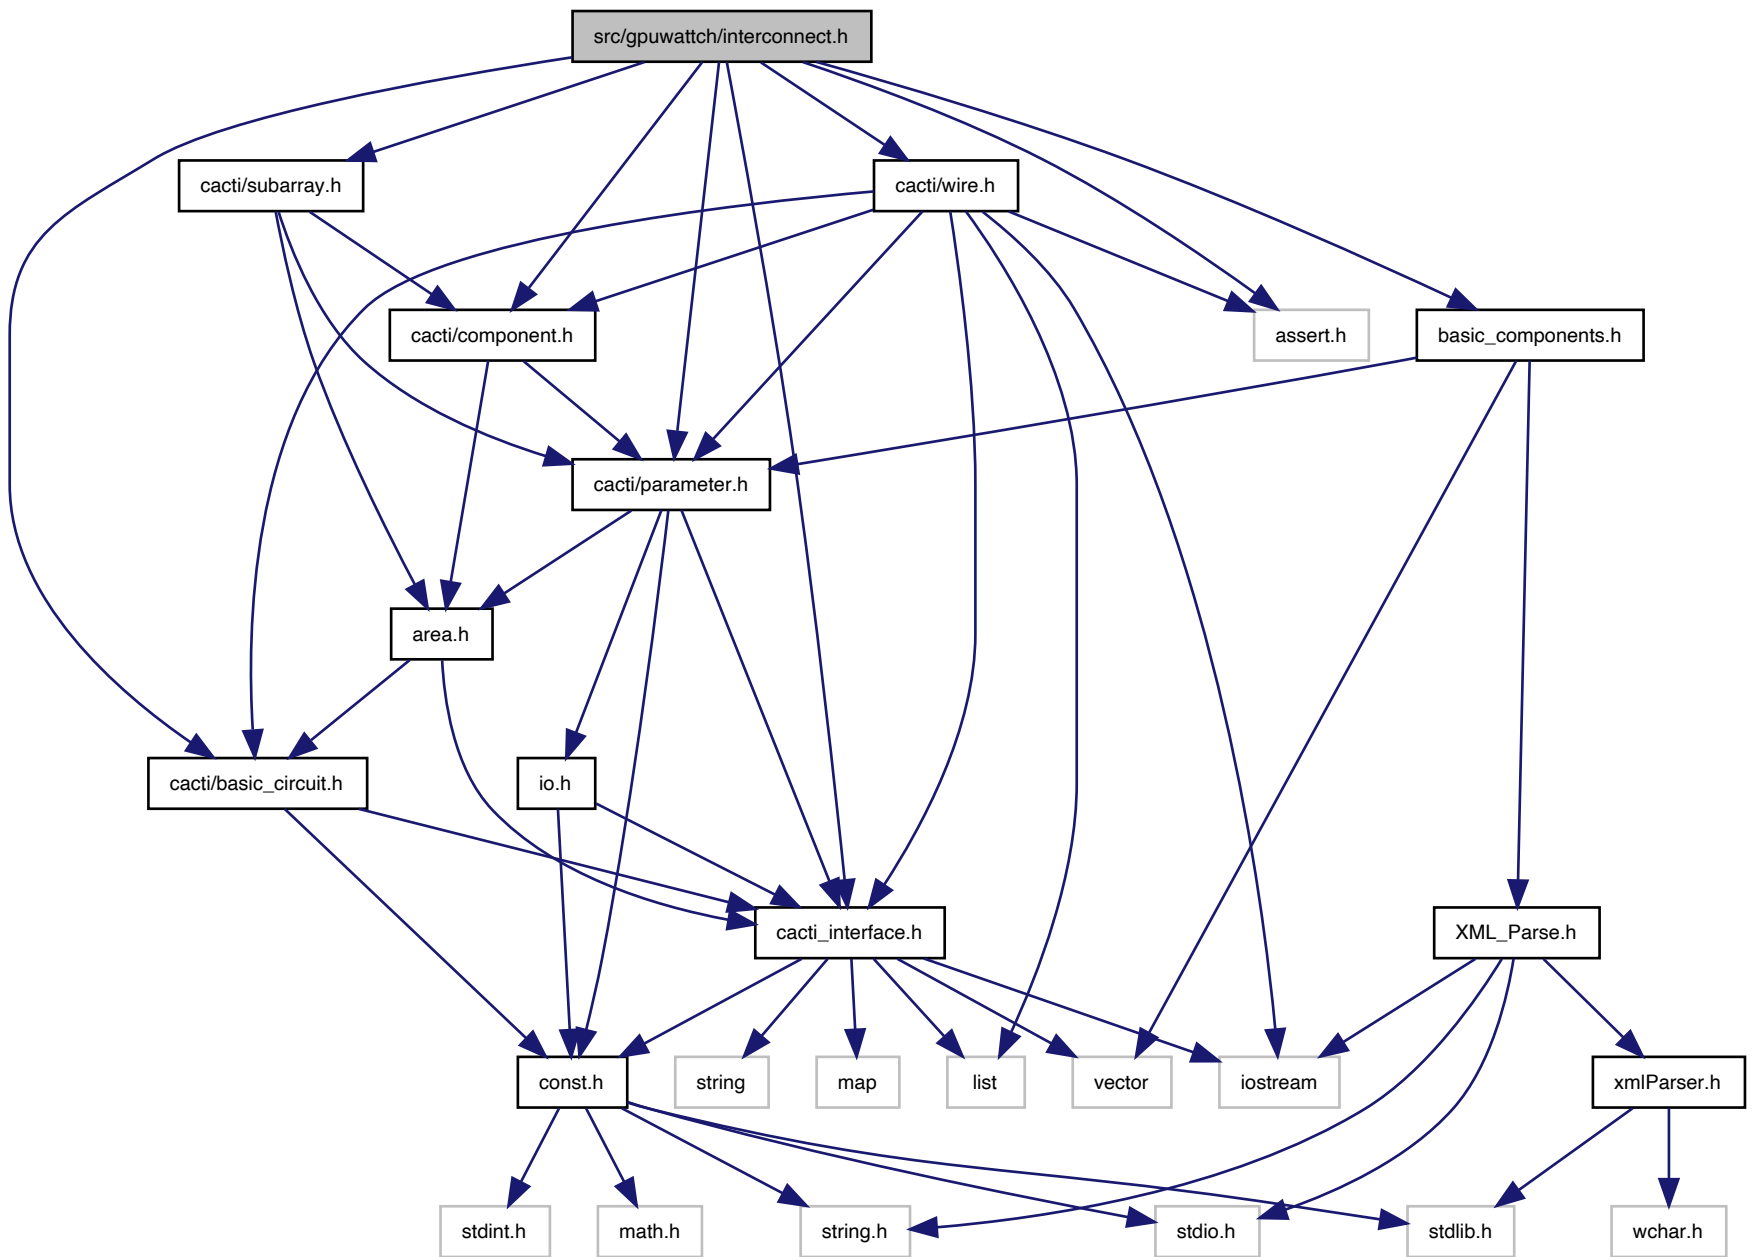 src/gpuwattch/interconnect.h
cacti/subarray.h
cacti/wire.h
cacti/component.h
assert.h
basic_components.h
cacti/parameter.h
area.h
cacti/basic_circuit.h
io.h
cacti_interface.h
XML_Parse.h
const.h
string
map
list
vector
iostream
xmlParser.h
stdint.h
math.h
string.h
stdio.h
stdlib.h
wchar.h